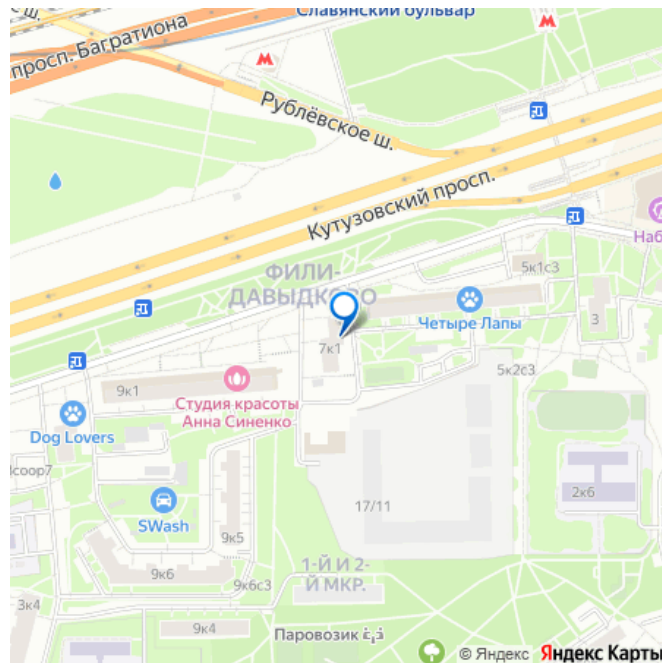 Славянский бульвар
е ш.
просп. Багратиона
Рублёвское ш.
Кутузовский просп.
Наб
5к1с3
ФИЛИ-
ДАВЫДКОВО
Четыре Лапы
3
7к1
5к2с3
9к1
Студия красоты
Анна Синенко
Dog Lovers
lcoop7
2к6
17/11
SWash
9к5
1-Й И 2-
Й МКР.
9к6
9к6с3
3к4
9к4
Паровозик
© Яндекс Яндекс Карты